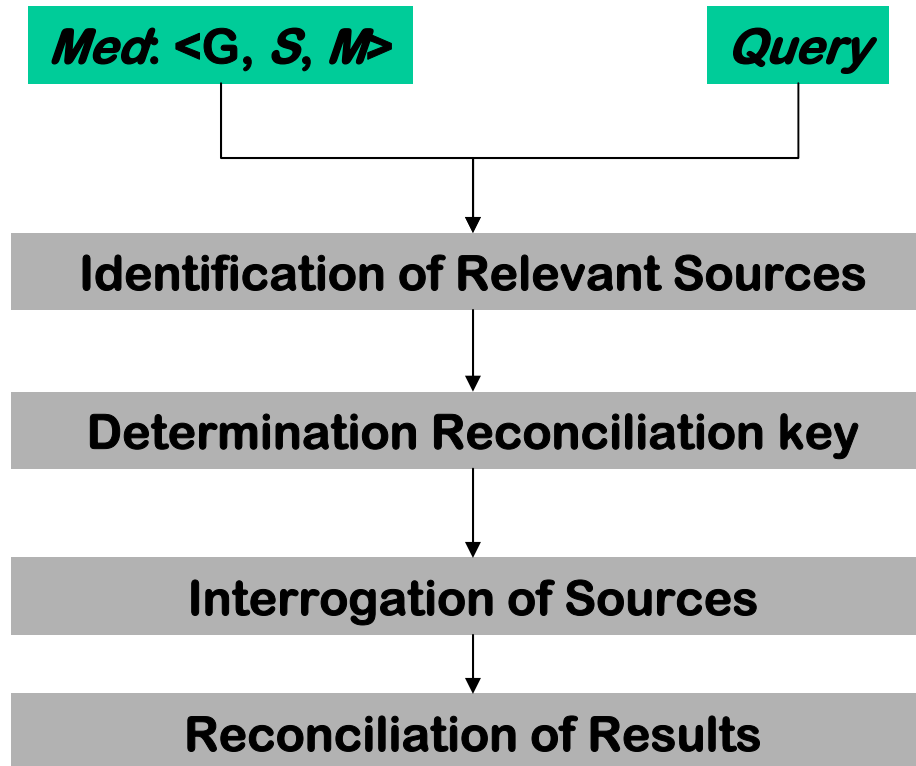 Med: <G, S, M>
Query
Identification of Relevant Sources
Determination Reconciliation key
Interrogation of Sources
Reconciliation of Results